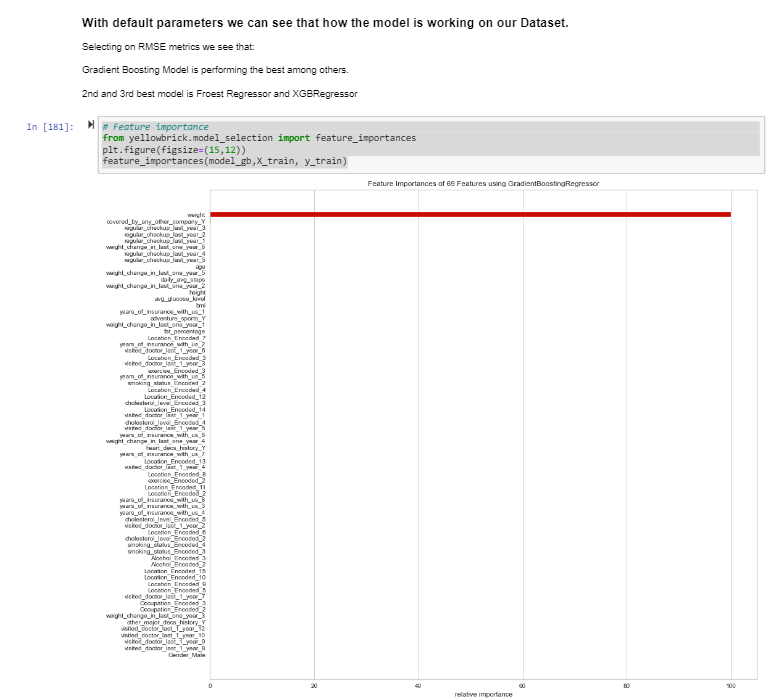 With default parameters we can see that how the model is working on our Dataset.
Selecting on RMSE metrics we see that:
Gradient Boosting Model is performing the best among others.
2nd and 3rd best model is Froest Regressor and XGBRegressor
In [181]:
# Feature importance
from yellowbrick.model_selection import feature_importances
plt.figure(figsize=(15,12))
feature_importances(model_gb,X_train, y_train)
Feature Importances of 69 Features using GradientBoostingRegressor
weight
covered_by_any_other_company_Y
regular_checkup_last_year_3
regular_checkup_last_year_2
regular_checkup_last_year_1
weight_change_in_last_one_year_6
regular_checkup_last_year_4
regular_checkup_last_year_5
age
weight_change_in_last_one_year_5
daily_avg_steps
weight_change_in_last_one_year_2
height
avg_glucose_level
bmi
years_of_insurance_with_us_1
adventure_sports_Y
weight_change_in_last_one_year_1
fat_percentage
Location_Encoded_7
years_of_insurance_with_us_2
visited_doctor_last_1_year_6
Location_Encoded_3
visited_doctor_last_1_year_3
exercise_Encoded_3
years_of_insurance_with_us_5
smoking_status_Encoded_2
Location_Encoded_4
Location_Encoded_12
cholesterol_level_Encoded_3
Location_Encoded_14
visited_doctor_last_1_year_1
cholesterol_level_Encoded_4
visited_doctor_last_1_year_5
years_of_insurance_with_us_8
weight_change_in_last_one_year_4
heart_decs_history_Y
years_of_insurance_with_us_7
Location_Encoded_13
visited_doctor_last_1_year_4
Location_Encoded_8
exercise_Encoded_2
Location_Encoded_11
Location_Encoded_2
years_of_insurance_with_us_6
years_of_insurance_with_us_3
years_of_insurance_with_us_4
cholesterol_level_Encoded_5
visited_doctor_last_1_year_2
Location_Encoded_6
cholesterol_level_Encoded_2
smoking_status_Encoded_4
smoking_status_Encoded_3
Alcohol_Encoded_3
Alcohol_Encoded_2
Location_Encoded_15
Location_Encoded_10
Location_Encoded_9
Location_Encoded_5
visited_doctor_last_1_year_7
Occupation_Encoded_3
Occupation_Encoded_2
weight_change_in_last_one_year_3
other_major_decs_history_Y
visited_doctor_last_1_year_12
visited_doctor_last_1_year_10
visited_doctor_last_1_year_9
visited_doctor_last_1_year_8
Gender_Male
0 20 40 60 80 100
relative importance